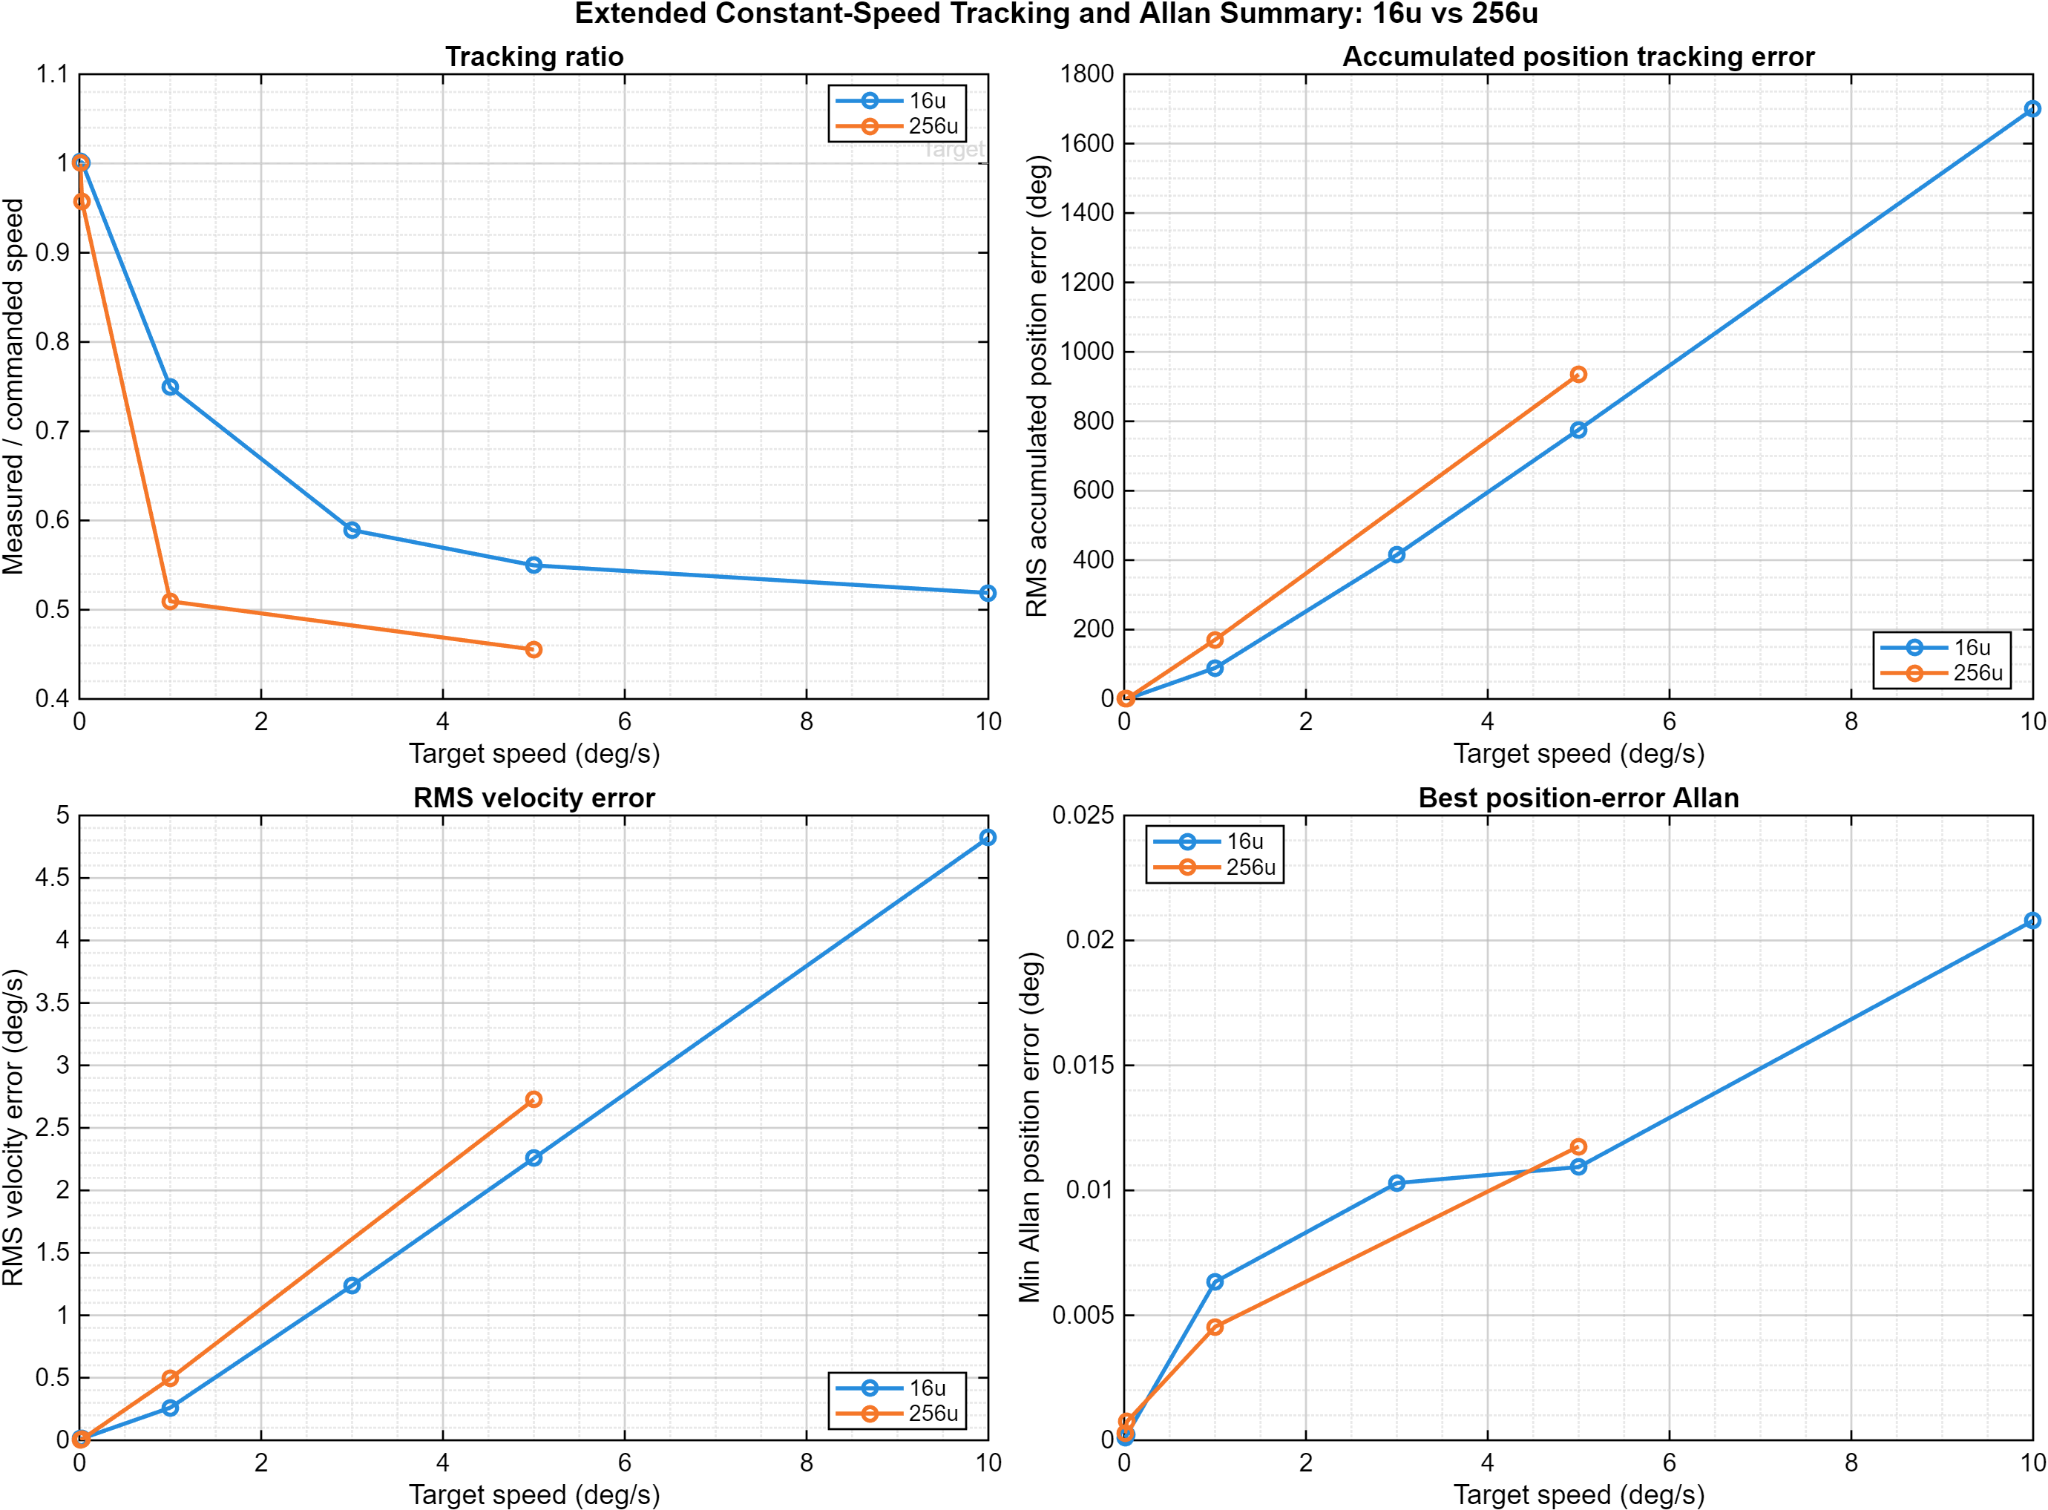 Extended Constant-Speed Tracking and Allan Summary: 16u vs 256u
Tracking ratio
1.1
1
0.9
0.8
0.7
0.6
0.5
0.4
Measured / commanded speed
16u
256u
Target
0 2 4 6 8 10
Target speed (deg/s)
Accumulated position tracking error
1800
1600
1400
1200
1000
800
600
400
200
0
RMS accumulated position error (deg)
16u
256u
0 2 4 6 8 10
Target speed (deg/s)
RMS velocity error
5
4.5
4
3.5
3
2.5
2
1.5
1
0.5
0
RMS velocity error (deg/s)
16u
256u
0 2 4 6 8 10
Target speed (deg/s)
Best position-error Allan
0.025
0.02
0.015
0.01
0.005
0
Min Allan position error (deg)
16u
256u
0 2 4 6 8 10
Target speed (deg/s)